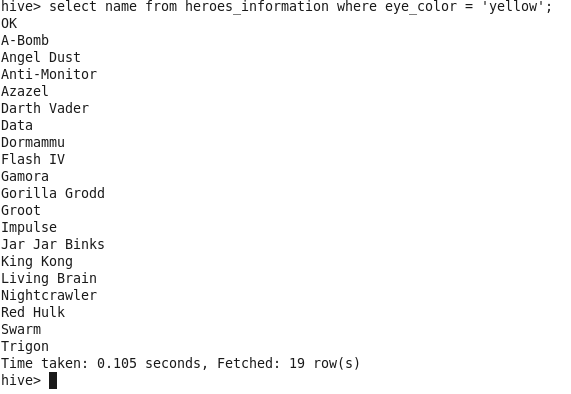 hive> select name from heroes_information where eye_color = 'yellow';
OK
A-Bomb
Angel Dust
Anti-Monitor
Azazel
Darth Vader
Data
Dormammu
Flash IV
Gamora
Gorilla Grodd
Groot
Impulse
Jar Jar Binks
King Kong
Living Brain
Nightcrawler
Red Hulk
Swarm
Trigon
Time taken: 0.105 seconds, Fetched: 19 row(s)
hive>